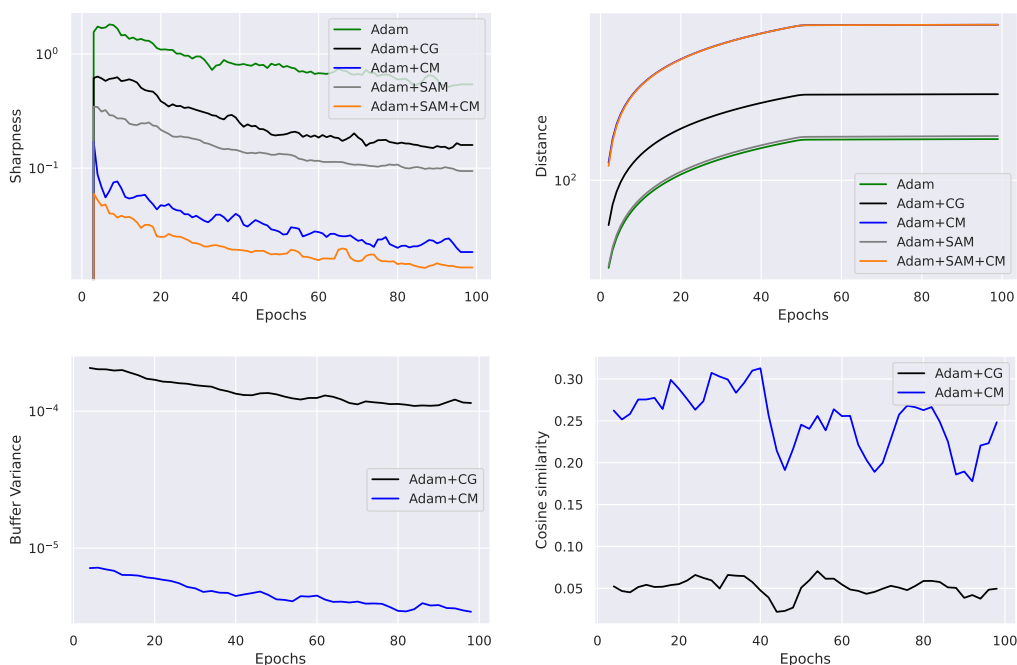 Sharpness
10⁰
10⁻¹
Adam
Adam+CG
Adam+CM
Adam+SAM
Adam+SAM+CM
0 20 40 60 80 100
Epochs
Distance
10²
Adam
Adam+CG
Adam+CM
Adam+SAM
Adam+SAM+CM
0 20 40 60 80 100
Epochs
Buffer Variance
10⁻⁴
10⁻⁵
Adam+CG
Adam+CM
0 20 40 60 80 100
Epochs
Cosine similarity
0.30
0.25
0.20
0.15
0.10
0.05
Adam+CG
Adam+CM
0 20 40 60 80 100
Epochs